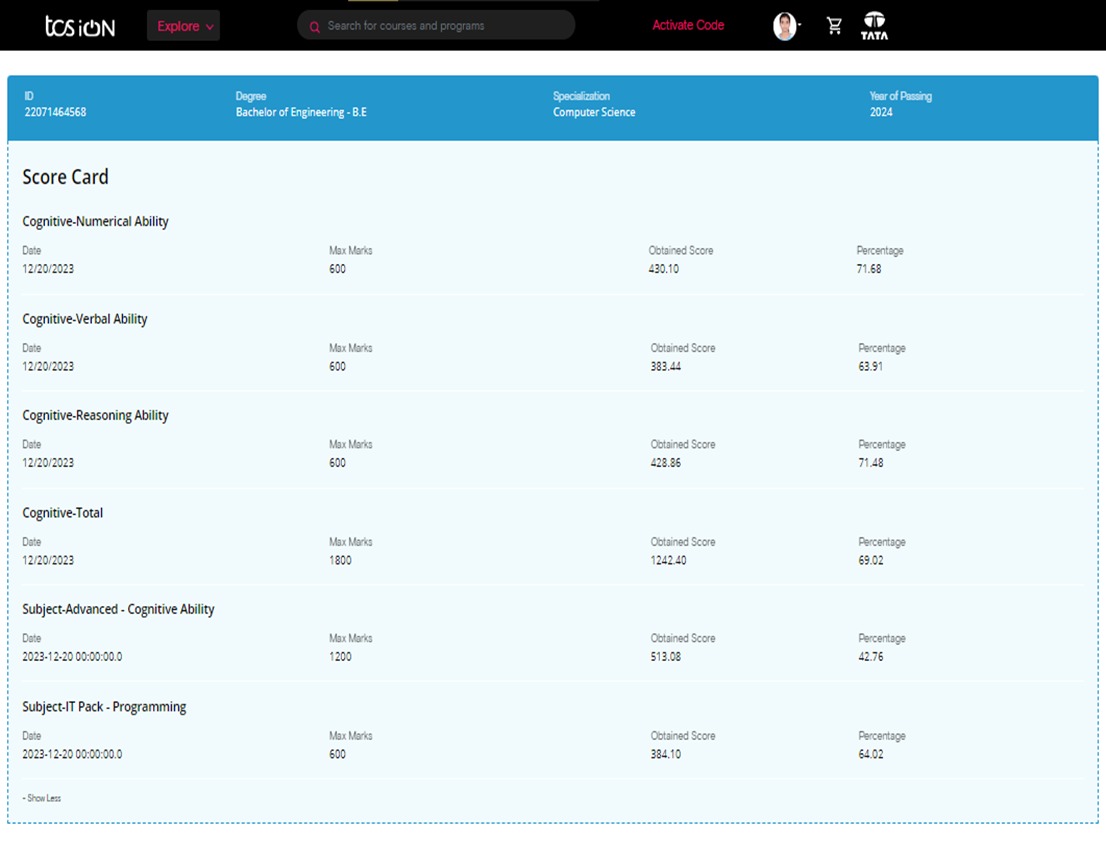 tcs iON Explore Search for courses and programs Activate Code TATA
ID Degree Specialization Year of Passing
22071464568 Bachelor of Engineering - B.E Computer Science 2024
Score Card
Cognitive-Numerical Ability
Date Max Marks Obtained Score Percentage
12/20/2023 600 430.10 71.68
Cognitive-Verbal Ability
Date Max Marks Obtained Score Percentage
12/20/2023 600 383.44 63.91
Cognitive-Reasoning Ability
Date Max Marks Obtained Score Percentage
12/20/2023 600 428.86 71.48
Cognitive-Total
Date Max Marks Obtained Score Percentage
12/20/2023 1800 1242.40 69.02
Subject-Advanced - Cognitive Ability
Date Max Marks Obtained Score Percentage
2023-12-20 00:00:00.0 1200 513.08 42.76
Subject-IT Pack - Programming
Date Max Marks Obtained Score Percentage
2023-12-20 00:00:00.0 600 384.10 64.02
- Show Less